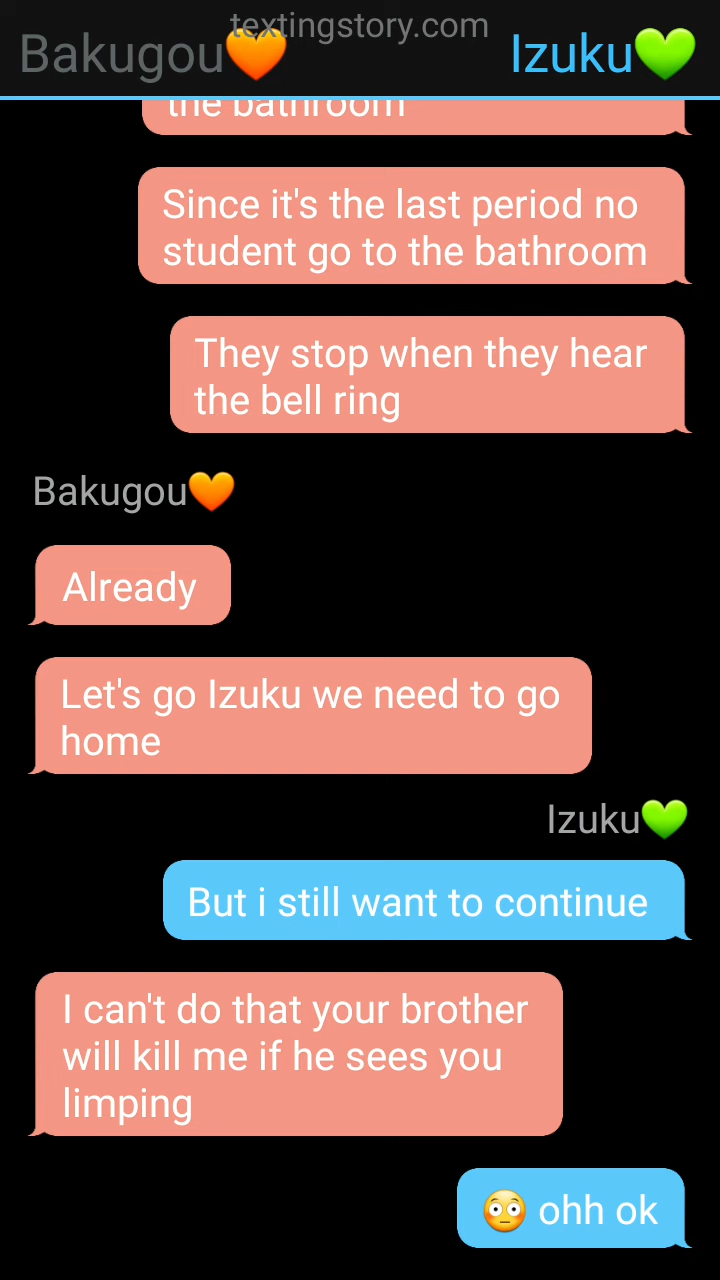 textingstory.com
Bakugou🧡 Izuku💚
the bathroom
Since it's the last period no
student go to the bathroom
They stop when they hear
the bell ring
Bakugou🧡
Already
Let's go Izuku we need to go
home
Izuku💚
But i still want to continue
I can't do that your brother
will kill me if he sees you
limping
😳 ohh ok